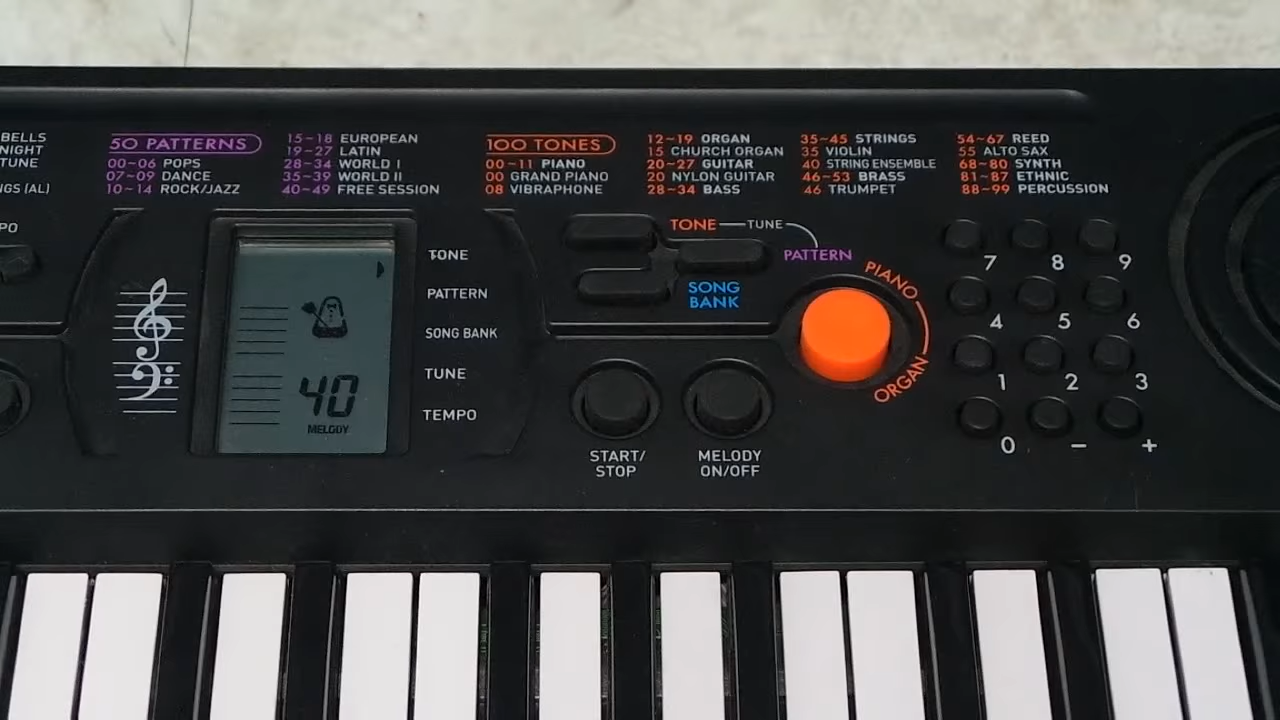 BELLS
NIGHT
TUNE
NGS (AL)
PO
50 PATTERNS
00~06 POPS
07~09 DANCE
10~14 ROCK/JAZZ
15~18 EUROPEAN
19~27 LATIN
28~34 WORLD I
35~39 WORLD II
40~49 FREE SESSION
100 TONES
00~11 PIANO
00 GRAND PIANO
08 VIBRAPHONE
12~19 ORGAN
15 CHURCH ORGAN
20~27 GUITAR
20 NYLON GUITAR
28~34 BASS
35~45 STRINGS
35 VIOLIN
40 STRING ENSEMBLE
46~53 BRASS
46 TRUMPET
54~67 REED
55 ALTO SAX
68~80 SYNTH
81~87 ETHNIC
88~99 PERCUSSION
40
MELODY
TONE
PATTERN
SONG BANK
TUNE
TEMPO
TONE
TUNE
PATTERN
SONG
BANK
PIANO
ORGAN
START/
STOP
MELODY
ON/OFF
7 8 9
4 5 6
1 2 3
0 − +